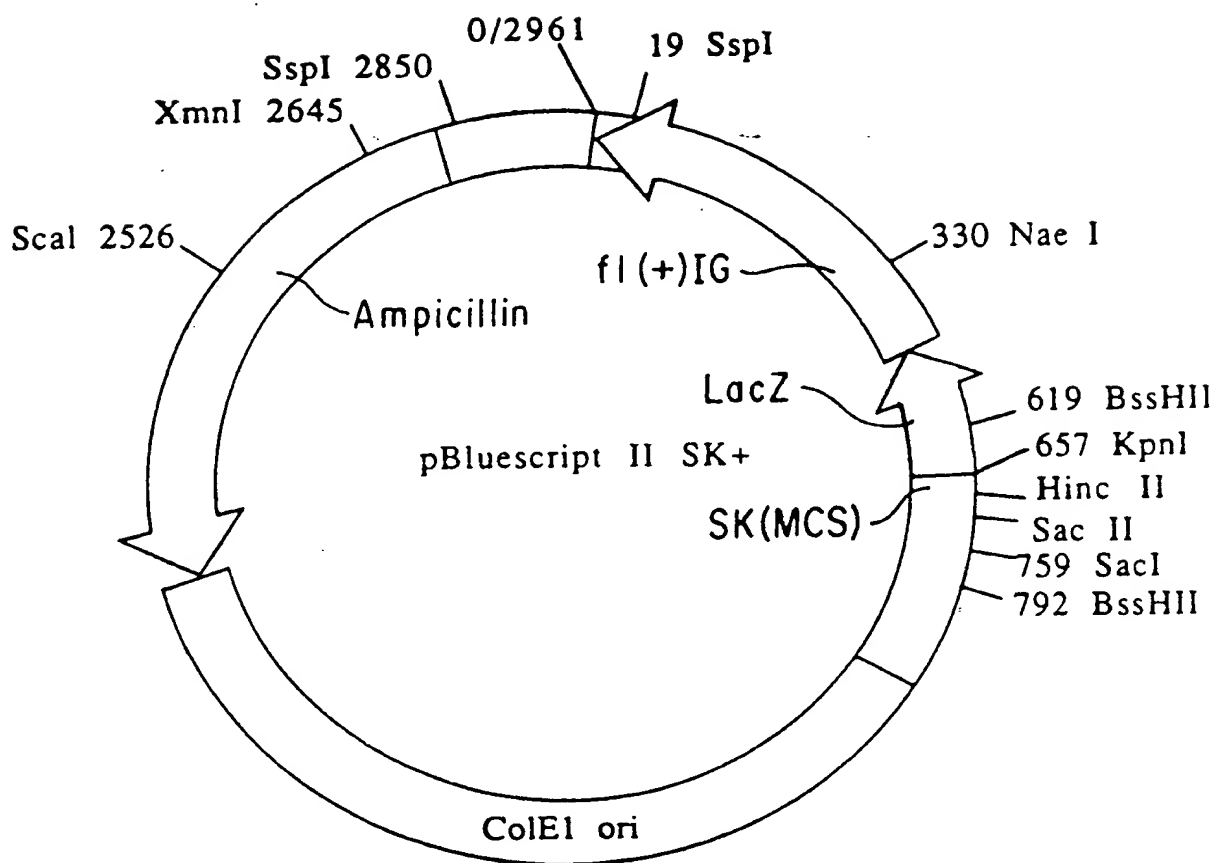 0/2961
19 SspI
SspI 2850
XmnI 2645
ScaI 2526
330 Nae I
f1(+)IG
Ampicillin
LacZ
619 BssHII
657 KpnI
pBluescript II SK+
Hinc II
SK(MCS)
Sac II
759 SacI
792 BssHII
ColE1 ori